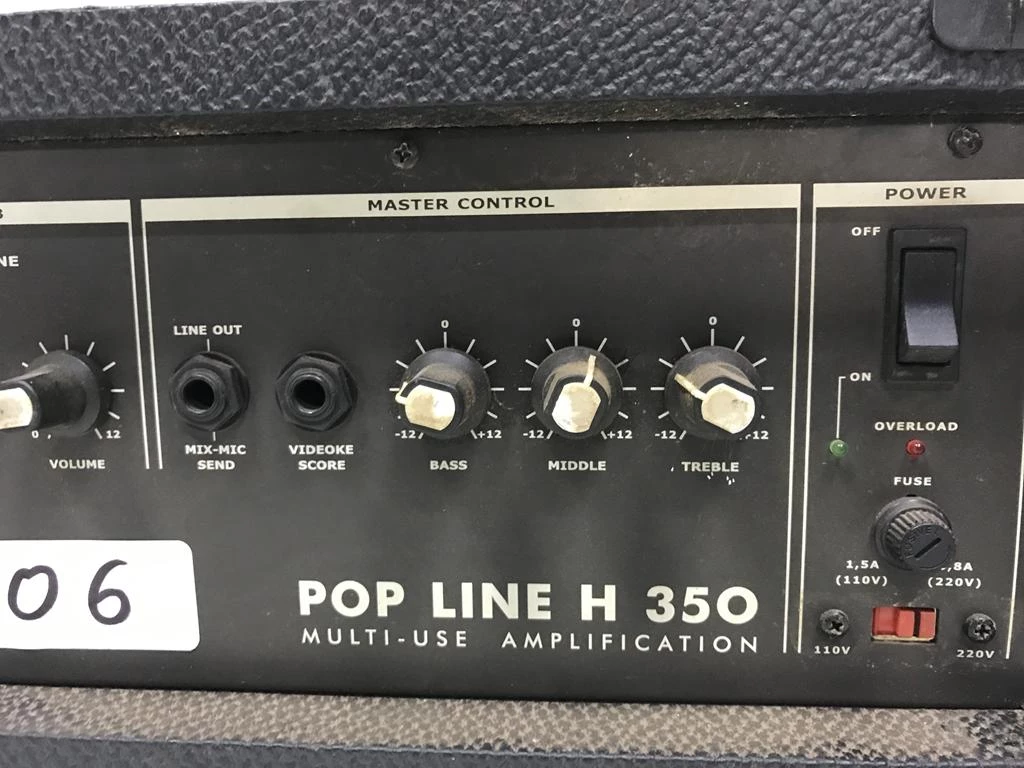 MASTER CONTROL
POWER
OFF
LINE OUT
0
0
0
ON
0
12
-12
+12
-12
+12
-12
+12
OVERLOAD
VOLUME
MIX-MIC
SEND
VIDEOKE
SCORE
BASS
MIDDLE
TREBLE
FUSE
1,5A
(110V)
(220V)
06
POP LINE H 350
MULTI-USE AMPLIFICATION
110V
220V